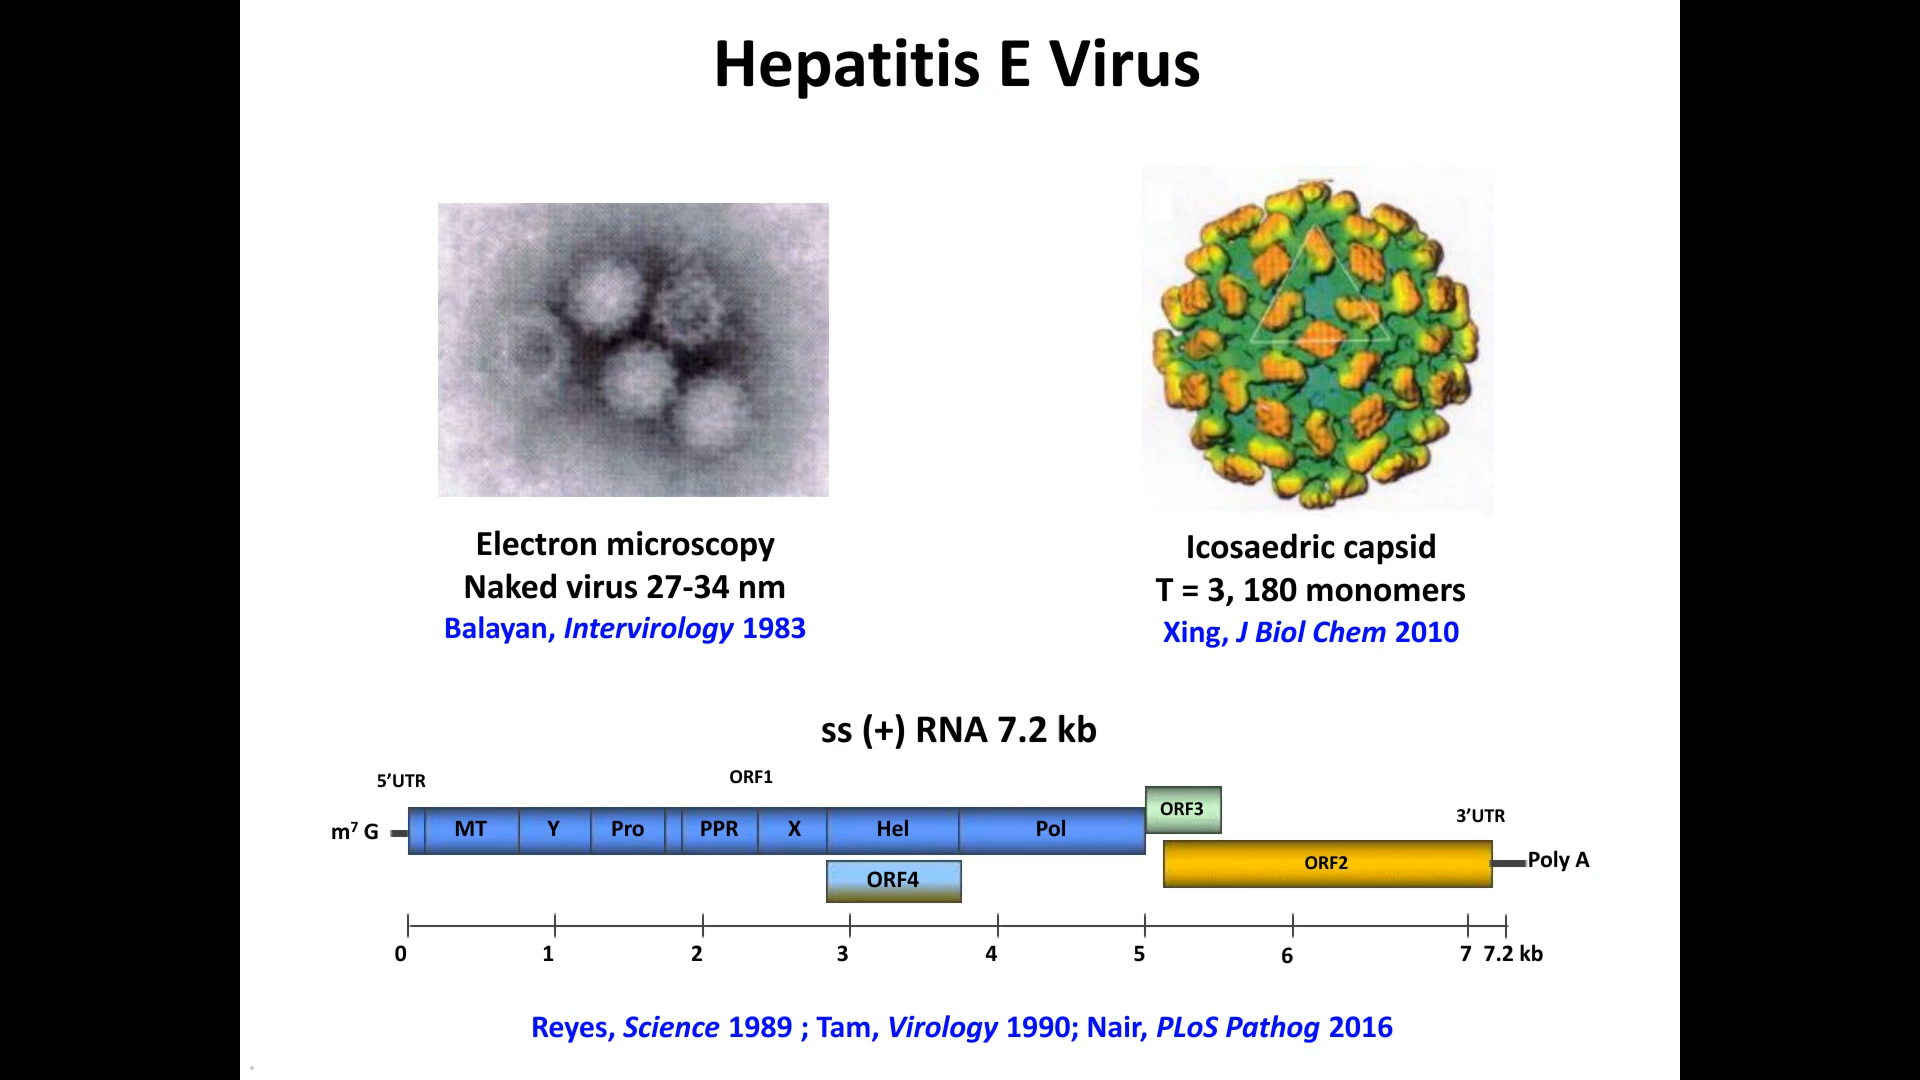 Hepatitis E Virus
Electron microscopy
Naked virus 27-34 nm
Balayan, Intervirology 1983
Icosaedric capsid
T = 3, 180 monomers
Xing, J Biol Chem 2010
ss (+) RNA 7.2 kb
5’UTR
ORF1
ORF3
3’UTR
m⁷ G
MT Y Pro PPR X Hel Pol
ORF2
Poly A
ORF4
0 1 2 3 4 5 6 7 7.2 kb
Reyes, Science 1989 ; Tam, Virology 1990; Nair, PLoS Pathog 2016